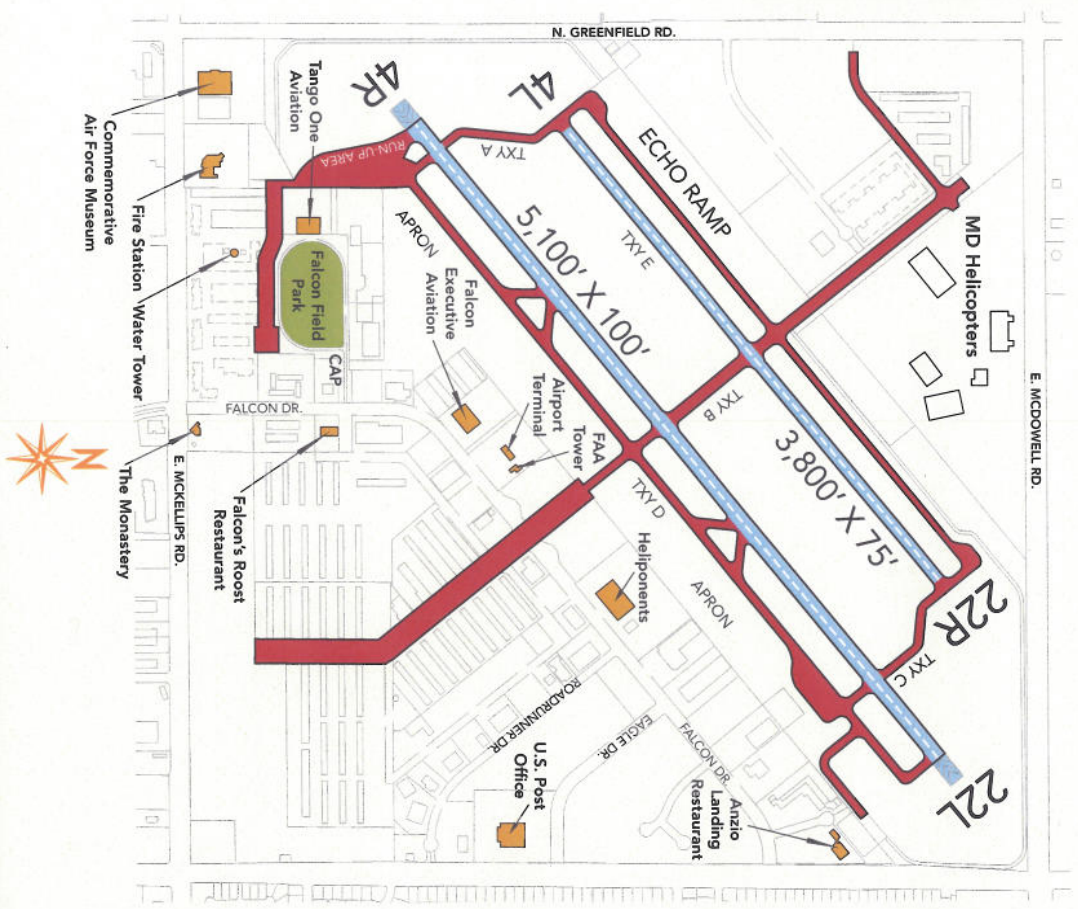 N. GREENFIELD RD.
4R
4L
Tango One
Aviation
RUN-UP AREA
TXY A
ECHO RAMP
Commemorative
Air Force Museum
Fire Station
Water Tower
Falcon Field
Park
CAP
APRON
Falcon
Executive
Aviation
5,100' X 100'
TXY E
MD Helicopters
E. MCDOWELL RD.
Airport
Terminal
FAA
Tower
TXY B
3,800' X 75'
FALCON DR.
N
E. MCKELLIPS RD.
The Monastery
Falcon's Roost
Restaurant
TXY D
Heliponents
APRON
22R
TXY C
22L
ROADRUNNER DR.
EAGLE DR.
FALCON DR.
U.S. Post
Office
Anzio
Landing
Restaurant